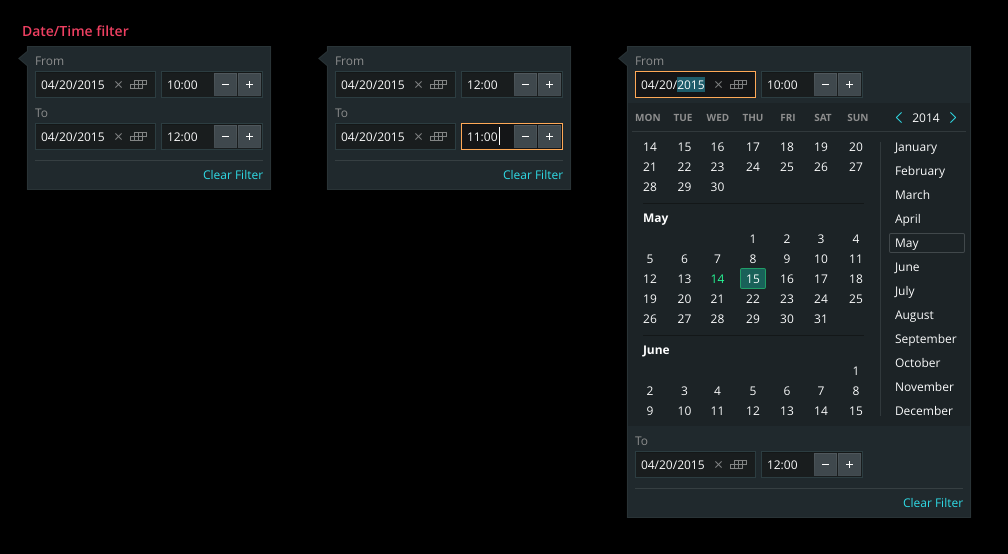 Date/Time filter
From
04/20/2015 × 10:00 − +
To
04/20/2015 × 12:00 − +
Clear Filter
From
04/20/2015 × 12:00 − +
To
04/20/2015 × 11:00 − +
Clear Filter
From
04/20/2015 × 10:00 − +
MON TUE WED THU FRI SAT SUN
14 15 16 17 18 19 20
21 22 23 24 25 26 27
28 29 30
May
1 2 3 4
5 6 7 8 9 10 11
12 13 14 15 16 17 18
19 20 21 22 23 24 25
26 27 28 29 30 31
June
1
2 3 4 5 6 7 8
9 10 11 12 13 14 15
< 2014 >
January
February
March
April
May
June
July
August
September
October
November
December
To
04/20/2015 × 12:00 − +
Clear Filter